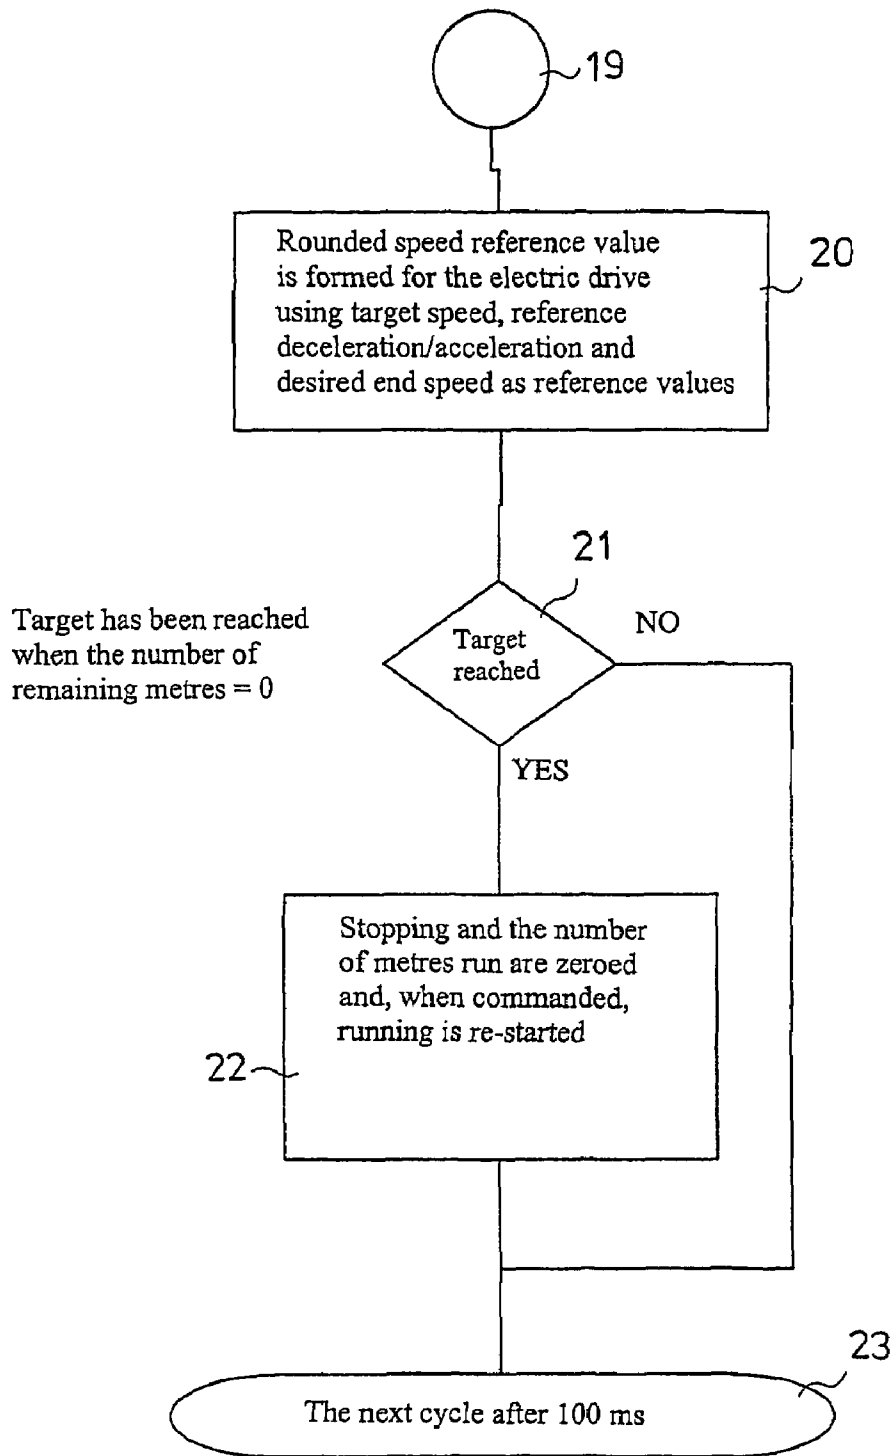 19
Rounded speed reference value
is formed for the electric drive
using target speed, reference
deceleration/acceleration and
desired end speed as reference values
20
21
Target has been reached
when the number of
remaining metres = 0
Target
reached
NO
YES
Stopping and the number
of metres run are zeroed
and, when commanded,
running is re-started
22
23
The next cycle after 100 ms